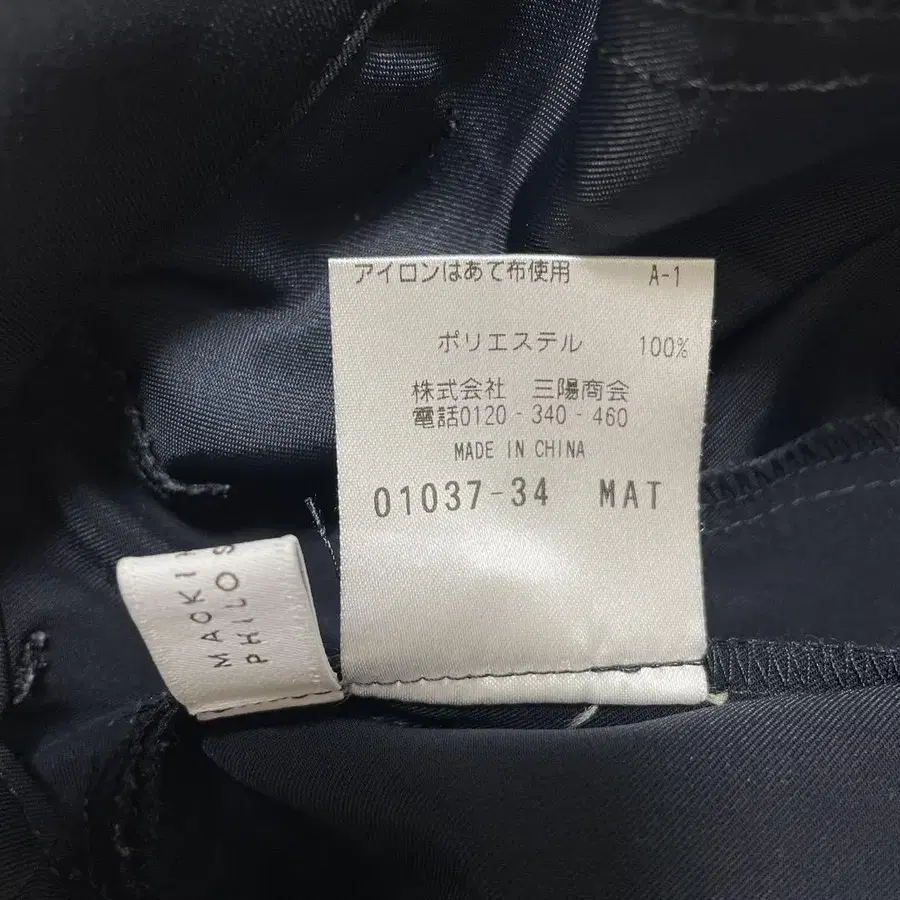 アイロンはあて布使用 A-1
ポリエステル 100%
株式会社 三陽商会
電話0120-340-460
MADE IN CHINA
01037-34 MAT